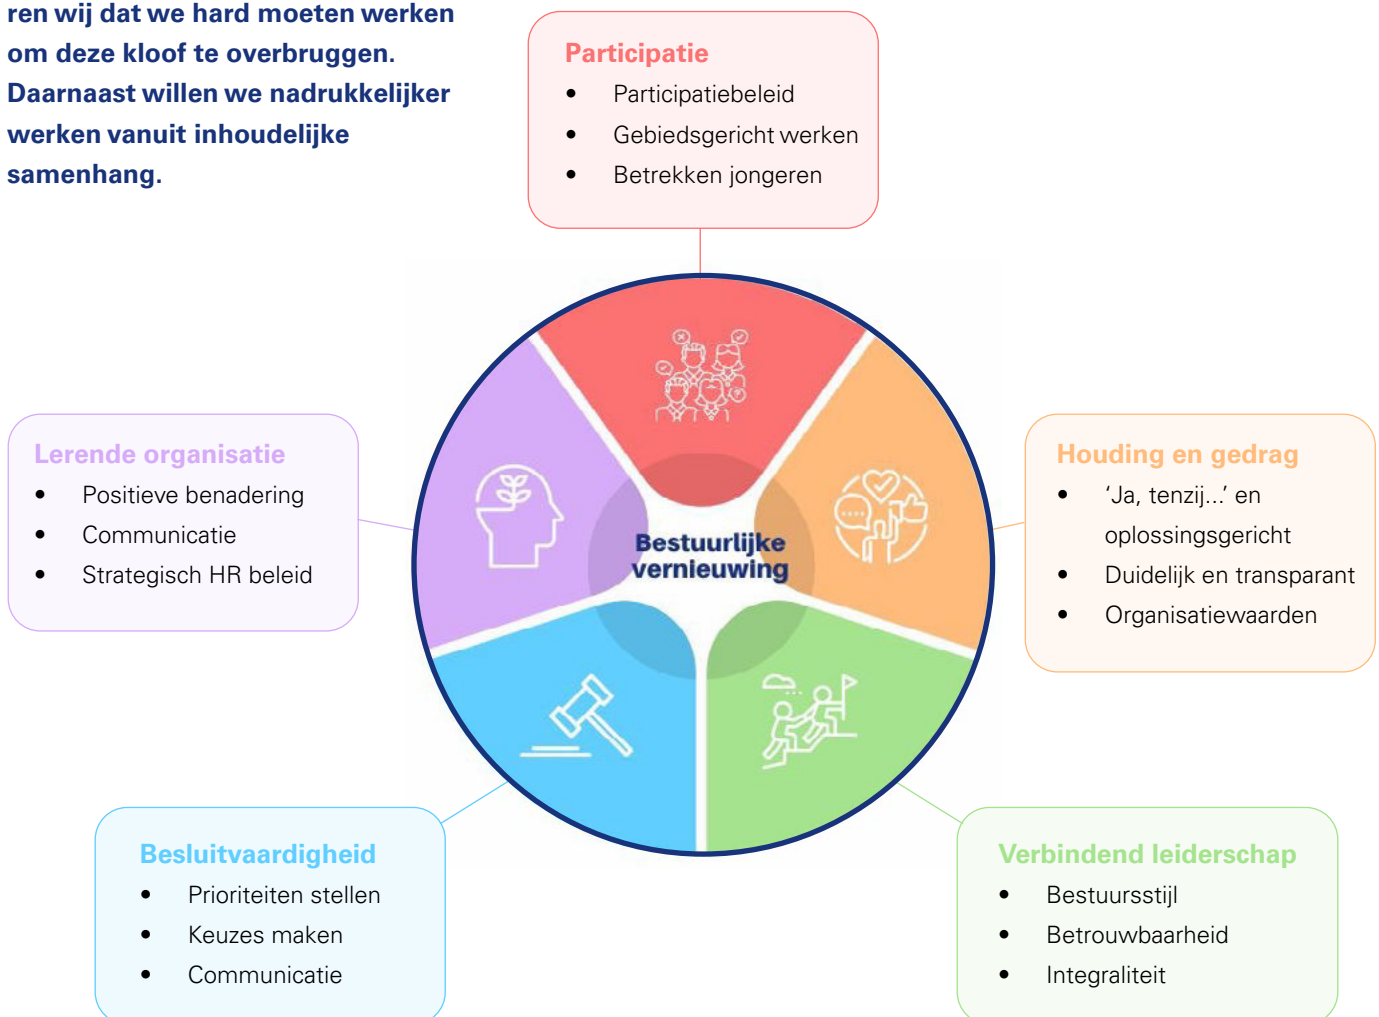 ren wij dat we hard moeten werken
om deze kloof te overbruggen.
Daarnaast willen we nadrukkelijker
werken vanuit inhoudelijke
samenhang.
Participatie
• Participatiebeleid
• Gebiedsgericht werken
• Betrekken jongeren
Lerende organisatie
• Positieve benadering
• Communicatie
• Strategisch HR beleid
Bestuurlijke
vernieuwing
Houding en gedrag
• ‘Ja, tenzij...’ en
oplossingsgericht
• Duidelijk en transparant
• Organisatiewaarden
Besluitvaardigheid
• Prioriteiten stellen
• Keuzes maken
• Communicatie
Verbindend leiderschap
• Bestuursstijl
• Betrouwbaarheid
• Integraliteit